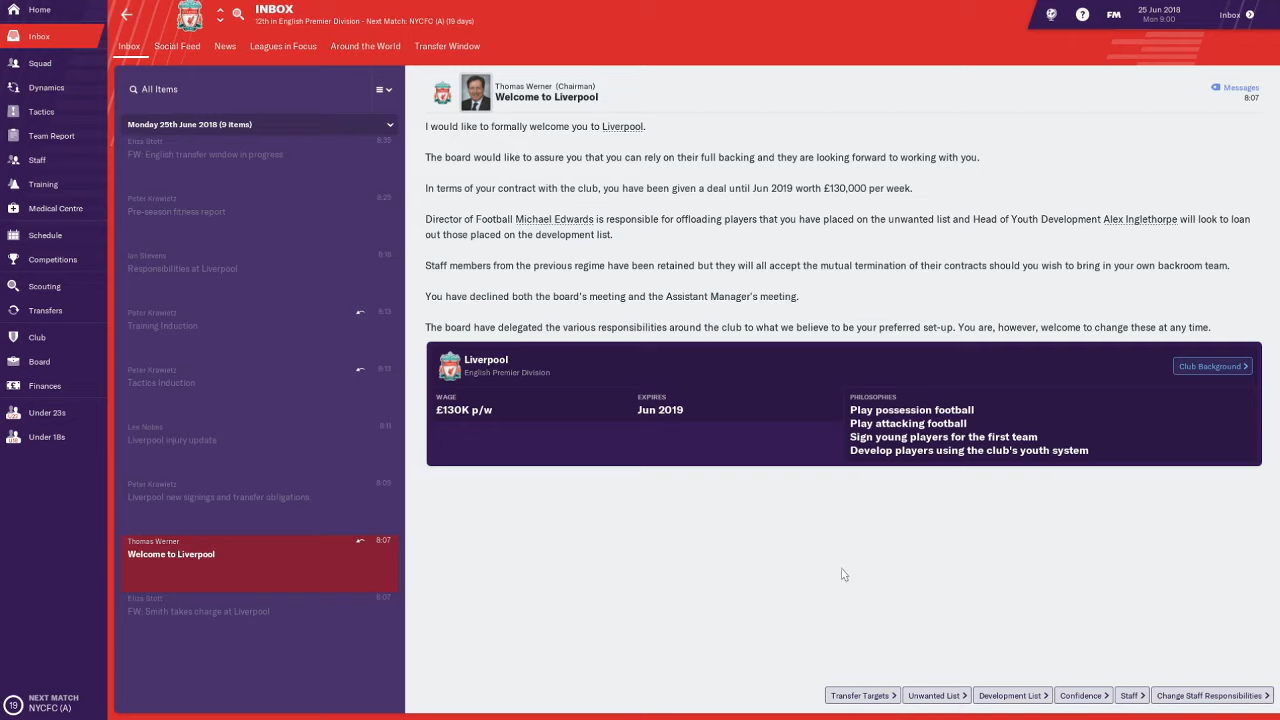 Home
Inbox
Squad
Dynamics
Tactics
Team Report
Staff
Training
Medical Centre
Schedule
Competitions
Scouting
Transfers
Club
Board
Finances
Under 23s
Under 18s
19
NEXT MATCH
NYCFC (A)
INBOX
12th in English Premier Division - Next Match: NYCFC (A) (19 days)
?
FM
25 Jun 2018
Mon 9:00
Inbox
Inbox Social Feed News Leagues in Focus Around the World Transfer Window
All Items
Monday 25th June 2018 (9 items)
Eliza Stott 8:35
FW: English transfer window in progress
Peter Krawietz 8:25
Pre-season fitness report
Ian Stevens 8:18
Responsibilities at Liverpool
Peter Krawietz 8:13
Training Induction
Peter Krawietz 8:13
Tactics Induction
Lee Nobes 8:11
Liverpool injury update
Peter Krawietz 8:09
Liverpool new signings and transfer obligations
Thomas Werner 8:07
Welcome to Liverpool
Eliza Stott 8:07
FW: Smith takes charge at Liverpool
Thomas Werner (Chairman)
Welcome to Liverpool
Messages
8:07
I would like to formally welcome you to Liverpool.
The board would like to assure you that you can rely on their full backing and they are looking forward to working with you.
In terms of your contract with the club, you have been given a deal until Jun 2019 worth £130,000 per week.
Director of Football Michael Edwards is responsible for offloading players that you have placed on the unwanted list and Head of Youth Development Alex Inglethorpe will look to loan
out those placed on the development list.
Staff members from the previous regime have been retained but they will all accept the mutual termination of their contracts should you wish to bring in your own backroom team.
You have declined both the board's meeting and the Assistant Manager's meeting.
The board have delegated the various responsibilities around the club to what we believe to be your preferred set-up. You are, however, welcome to change these at any time.
Liverpool
English Premier Division
Club Background
WAGE
£130K p/w
EXPIRES
Jun 2019
PHILOSOPHIES
Play possession football
Play attacking football
Sign young players for the first team
Develop players using the club's youth system
Transfer Targets Unwanted List Development List Confidence Staff Change Staff Responsibilities